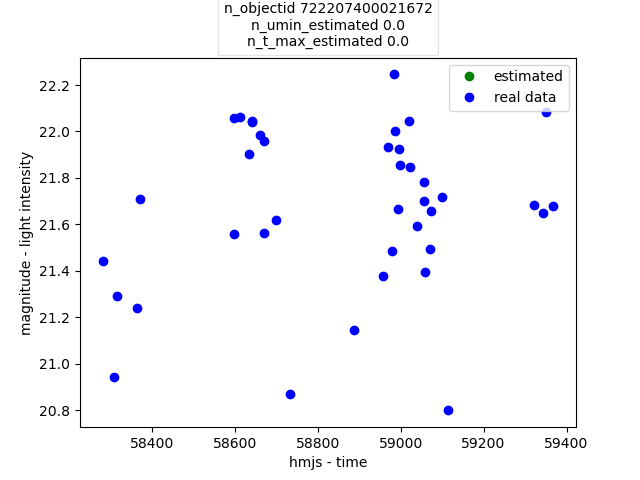 n_objectid 722207400021672
n_umin_estimated 0.0
n_t_max_estimated 0.0
estimated
real data
magnitude - light intensity
22.2
22.0
21.8
21.6
21.4
21.2
21.0
20.8
58400 58600 58800 59000 59200 59400
hmjs - time